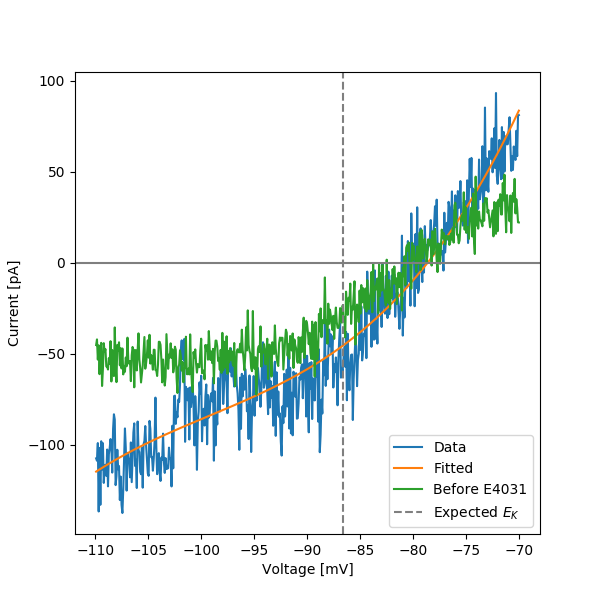 100
50
0
−50
−100
Current [pA]
Data
Fitted
Before E4031
Expected E_K
−110 −105 −100 −95 −90 −85 −80 −75 −70
Voltage [mV]